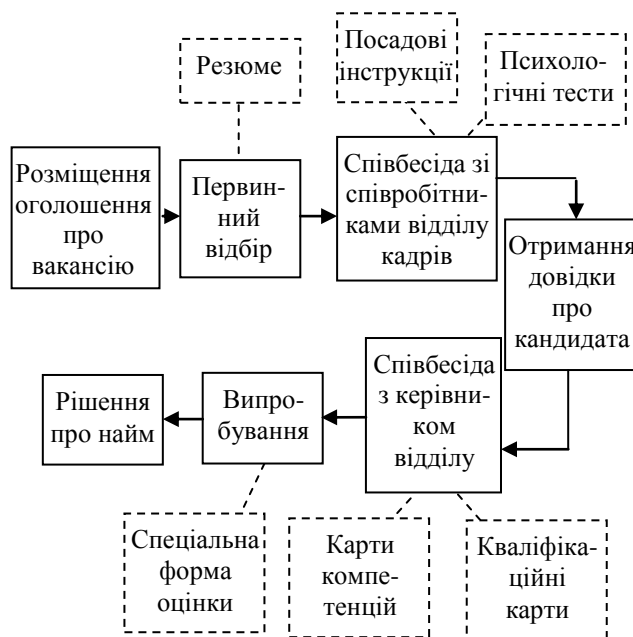 Резюме
Посадові
інструкції
Психоло-
гічні тести
Розміщення
оголошення
про
вакансію
Первин-
ний
відбір
Співбесіда зі
співробітни-
ками відділу
кадрів
Отримання
довідки
про
кандидата
Співбесіда
з керівни-
ком
відділу
Випро-
бування
Рішення
про найм
Спеціальна
форма
оцінки
Карти
компе-
тенцій
Кваліфіка-
ційні
карти